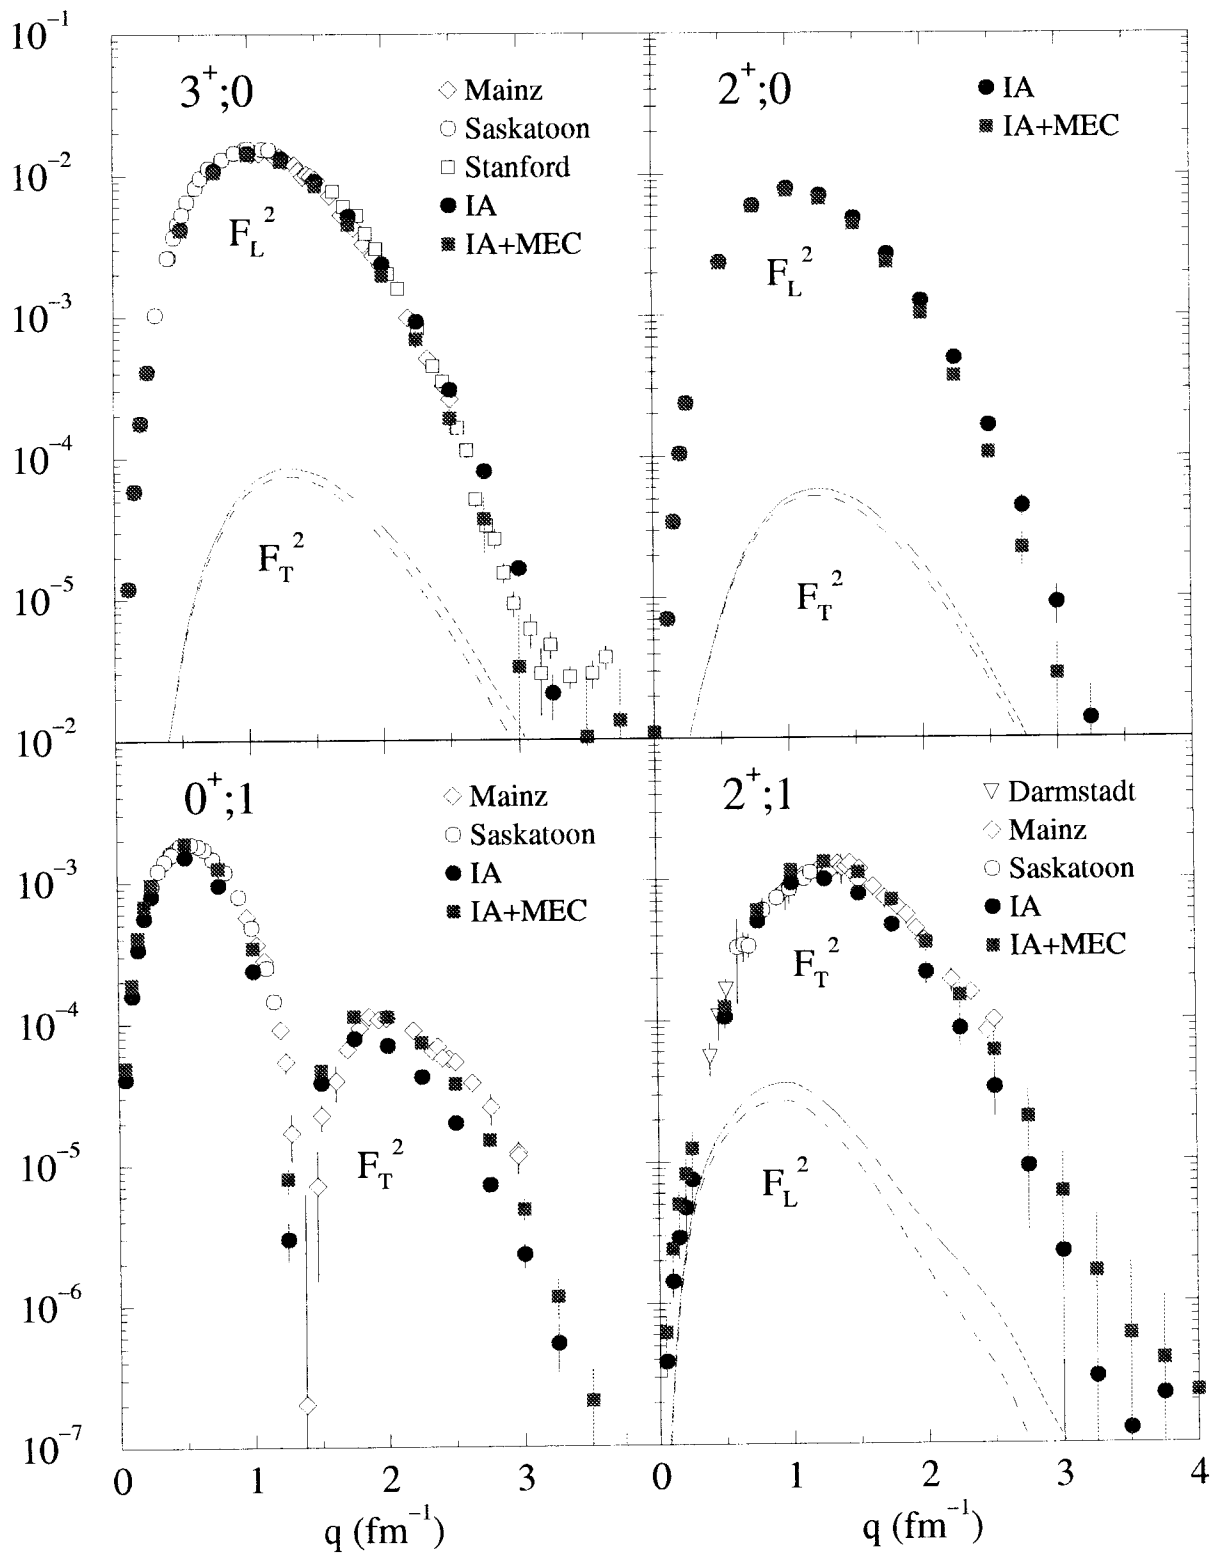 10⁻¹
3⁺;0
◇ Mainz
○ Saskatoon
□ Stanford
● IA
■ IA+MEC
2⁺;0
● IA
■ IA+MEC
10⁻²
F_L²
F_L²
10⁻³
10⁻⁴
F_T²
F_T²
10⁻⁵
10⁻²
0⁺;1
◇ Mainz
○ Saskatoon
● IA
■ IA+MEC
2⁺;1
▽ Darmstadt
◇ Mainz
○ Saskatoon
● IA
■ IA+MEC
10⁻³
F_T²
10⁻⁴
F_T²
F_L²
10⁻⁵
10⁻⁶
10⁻⁷
0 1 2 3 0 1 2 3 4
q (fm⁻¹) q (fm⁻¹)